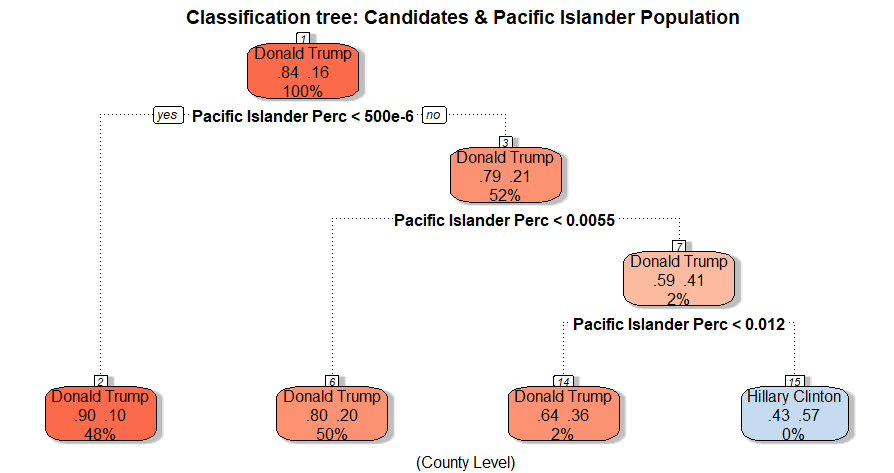 Classification tree: Candidates & Pacific Islander Population
1
Donald Trump
.84 .16
100%
yes Pacific Islander Perc < 500e-6 no
3
Donald Trump
.79 .21
52%
Pacific Islander Perc < 0.0055
7
Donald Trump
.59 .41
2%
Pacific Islander Perc < 0.012
2
Donald Trump
.90 .10
48%
6
Donald Trump
.80 .20
50%
14
Donald Trump
.64 .36
2%
15
Hillary Clinton
.43 .57
0%
(County Level)